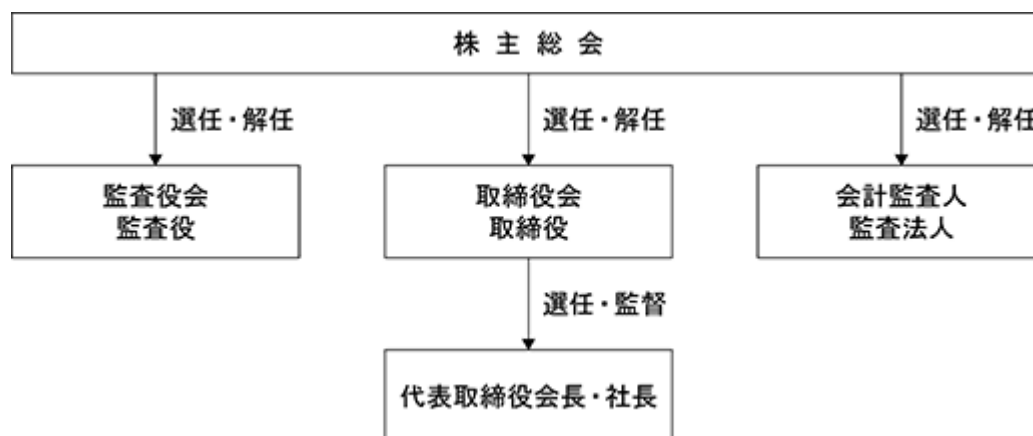 株主総会
選任・解任
選任・解任
選任・解任
監査役会
監査役
取締役会
取締役
会計監査人
監査法人
選任・監督
代表取締役会長・社長